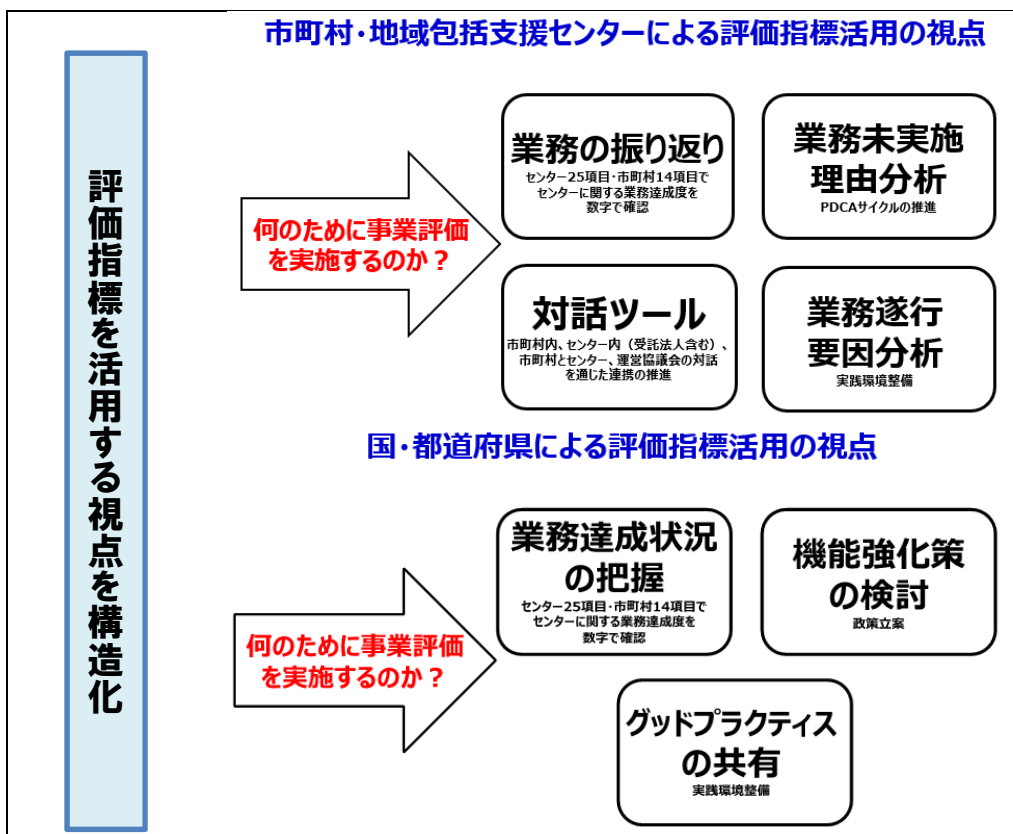 評価指標を活用する視点を構造化
市町村・地域包括支援センターによる評価指標活用の視点
何のために事業評価
を実施するのか？
業務の振り返り
センター25項目・市町村14項目で
センターに関する業務達成度を
数字で確認
業務未実施
理由分析
PDCAサイクルの推進
対話ツール
市町村内、センター内（受託法人含む）、
市町村とセンター、運営協議会の対話
を通じた連携の推進
業務遂行
要因分析
実践環境整備
国・都道府県による評価指標活用の視点
何のために事業評価
を実施するのか？
業務達成状況
の把握
センター25項目・市町村14項目で
センターに関する業務達成度を
数字で確認
機能強化策
の検討
政策立案
グッドプラクティス
の共有
実践環境整備